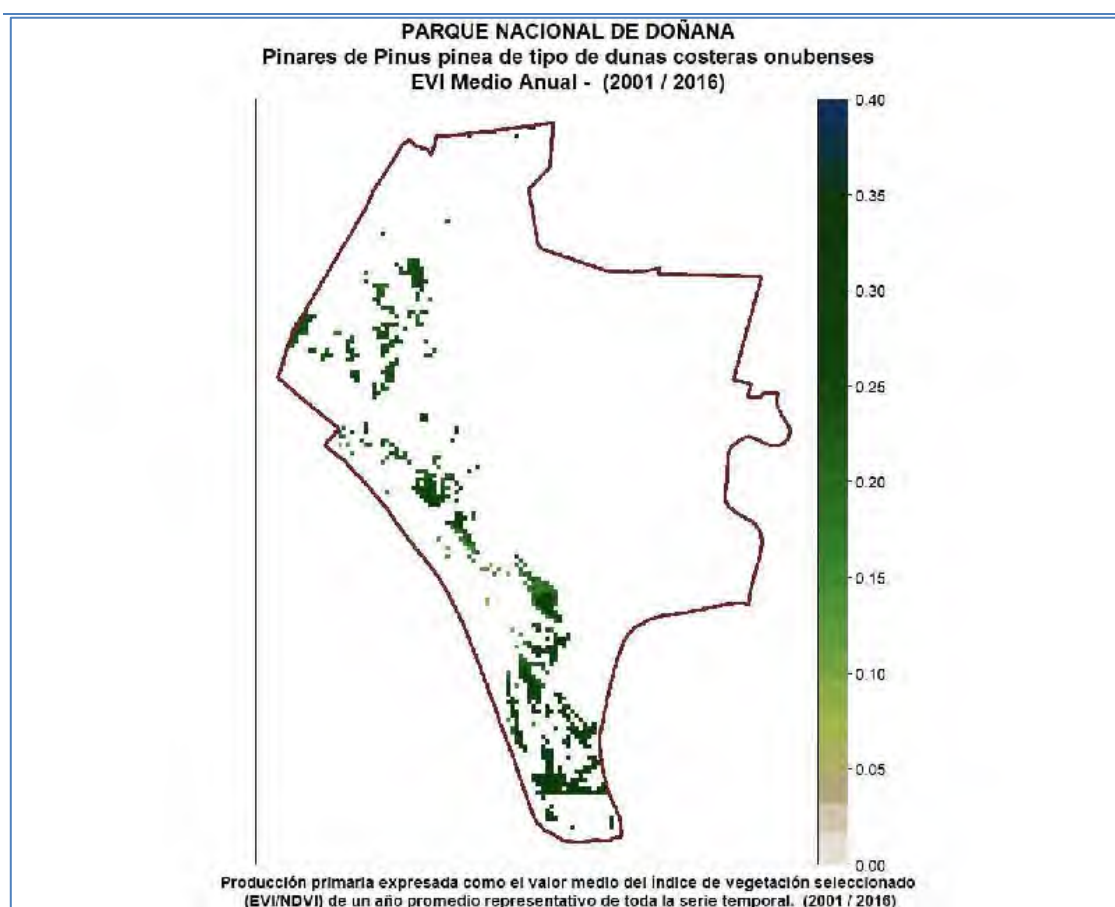 PARQUE NACIONAL DE DOÑANA
Pinares de Pinus pinea de tipo de dunas costeras onubenses
EVI Medio Anual - (2001 / 2016)
0.40
0.35
0.30
0.25
0.20
0.15
0.10
0.05
0.00
Producción primaria expresada como el valor medio del índice de vegetación seleccionado
(EVI/NDVI) de un año promedio representativo de toda la serie temporal. (2001 / 2016)